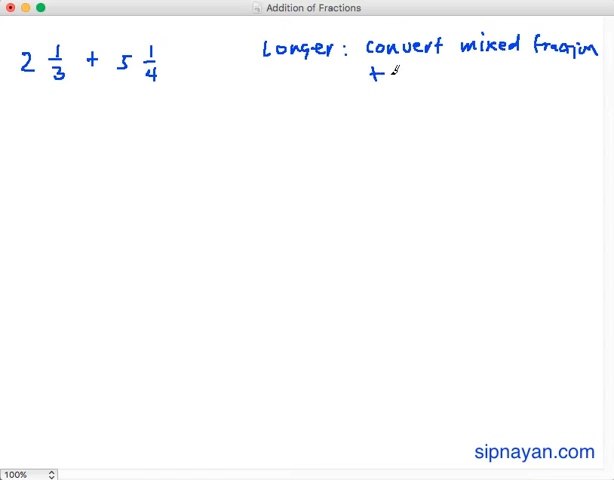 Addition of Fractions
2 1/3 + 5 1/4
Longer: convert mixed fraction
t
sipnayan.com
100%